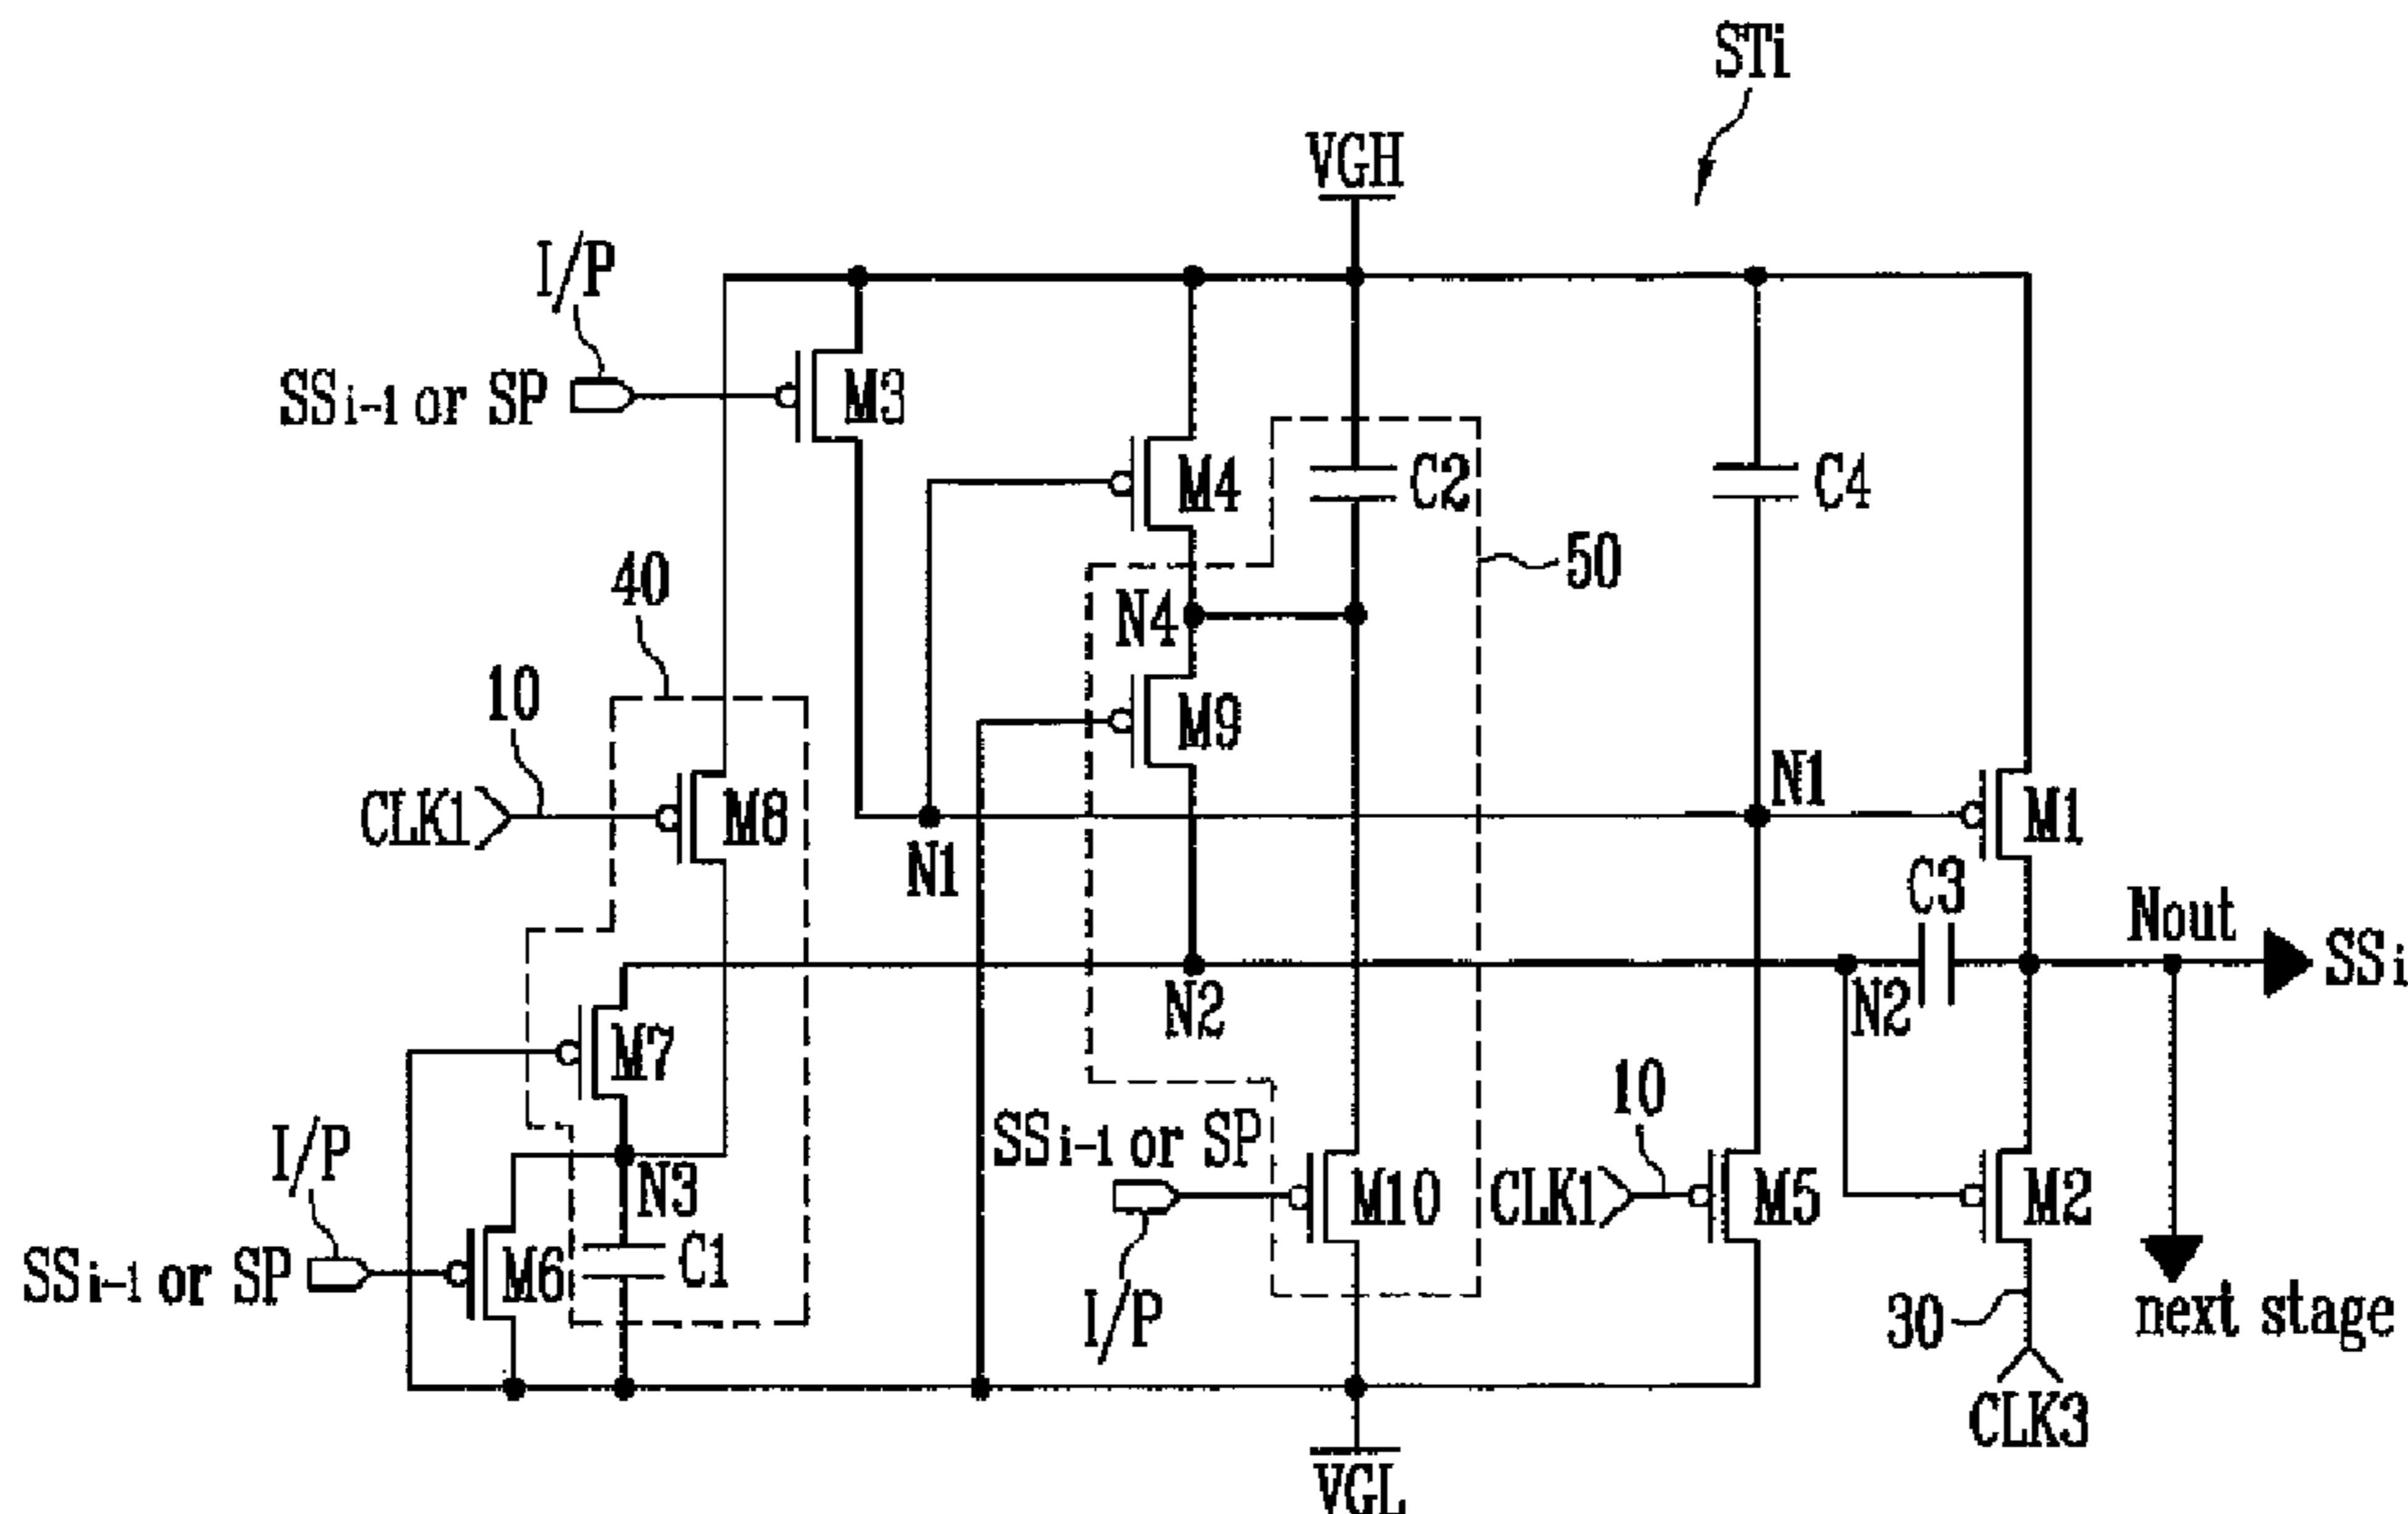 STi
VGH
I/P
SSi-1 or SP
M3
M4
C2
C4
50
40
N4
10
M9
CLK1
M8
N1
N1
M1
C3
Nout
SSi
N2
N2
M7
10
SSi-1 or SP
I/P
N3
M10
CLK1
M5
M2
SSi-1 or SP
M6
C1
I/P
30
next stage
CLK3
VGL